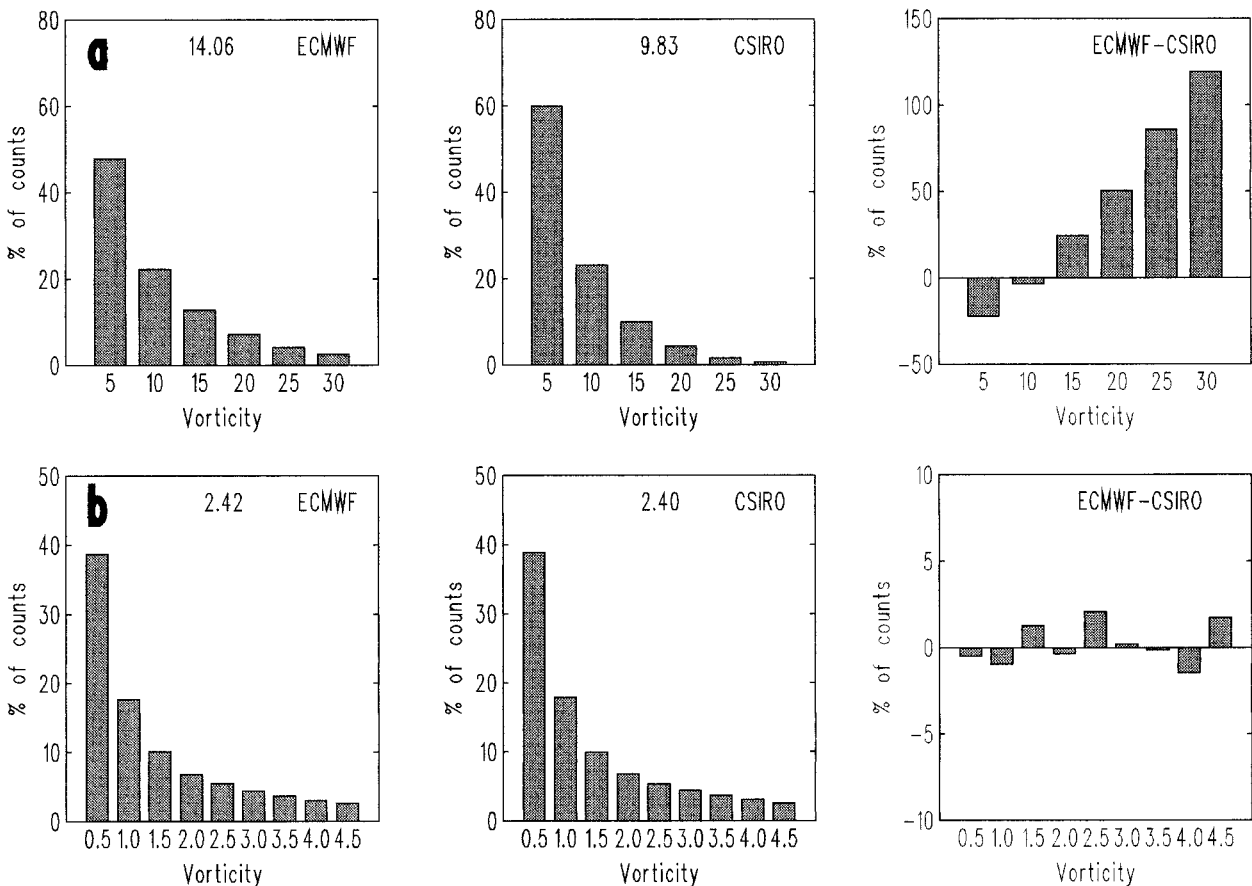 a
14.06 ECMWF
% of counts
80
60
40
20
0
5 10 15 20 25 30
Vorticity
9.83 CSIRO
% of counts
80
60
40
20
0
5 10 15 20 25 30
Vorticity
ECMWF-CSIRO
% of counts
150
100
50
0
-50
5 10 15 20 25 30
Vorticity
b
2.42 ECMWF
% of counts
50
40
30
20
10
0
0.5 1.0 1.5 2.0 2.5 3.0 3.5 4.0 4.5
Vorticity
2.40 CSIRO
% of counts
50
40
30
20
10
0
0.5 1.0 1.5 2.0 2.5 3.0 3.5 4.0 4.5
Vorticity
ECMWF-CSIRO
% of counts
10
5
0
-5
-10
0.5 1.0 1.5 2.0 2.5 3.0 3.5 4.0 4.5
Vorticity